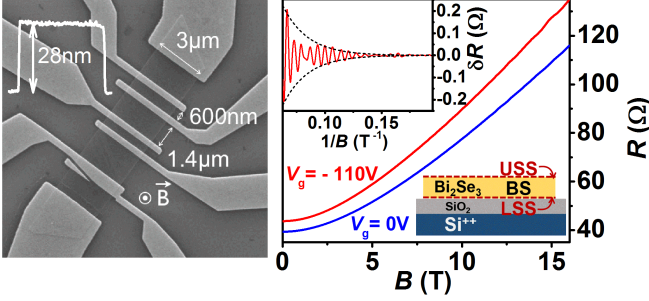 28nm
3μm
600nm
1.4μm
⊙ B
0.2
0.1
0.0
-0.1
-0.2
δR (Ω)
0.10
0.15
1/B (T⁻¹)
120
100
80
60
40
R (Ω)
Vg = - 110V
Vg = 0V
USS
Bi₂Se₃ BS
SiO₂ LSS
Si⁺⁺
0
5
10
15
B (T)